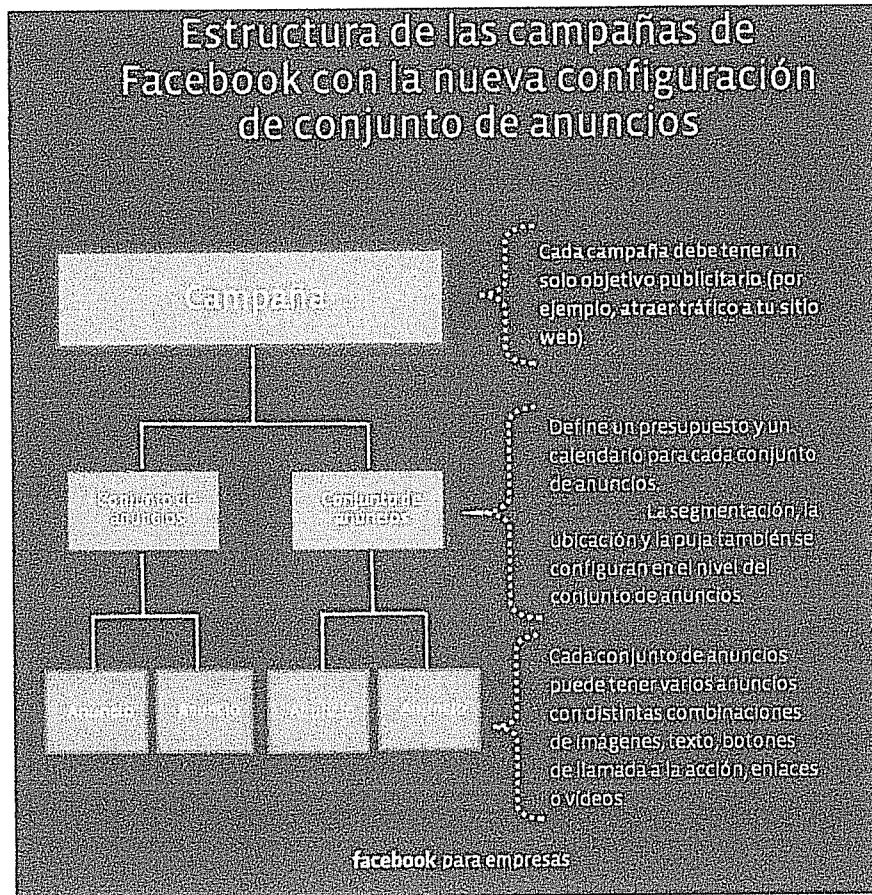 Estructura de las campañas de
Facebook con la nueva configuración
de conjunto de anuncios
Campaña
Cada campaña debe tener un
solo objetivo publicitario (por
ejemplo, atraer tráfico a tu sitio
web)
Conjunto de
anuncios
Conjunto de
anuncios
Define un presupuesto y un
calendario para cada conjunto
de anuncios
La segmentación, la
ubicación y la puja también se
configuran en el nivel del
conjunto de anuncios
Anuncio
Anuncio
Anuncio
Anuncio
Cada conjunto de anuncios
puede tener varios anuncios
con distintas combinaciones
de imágenes, texto, botones
de llamada a la acción, enlaces
o vídeos
facebook para empresas